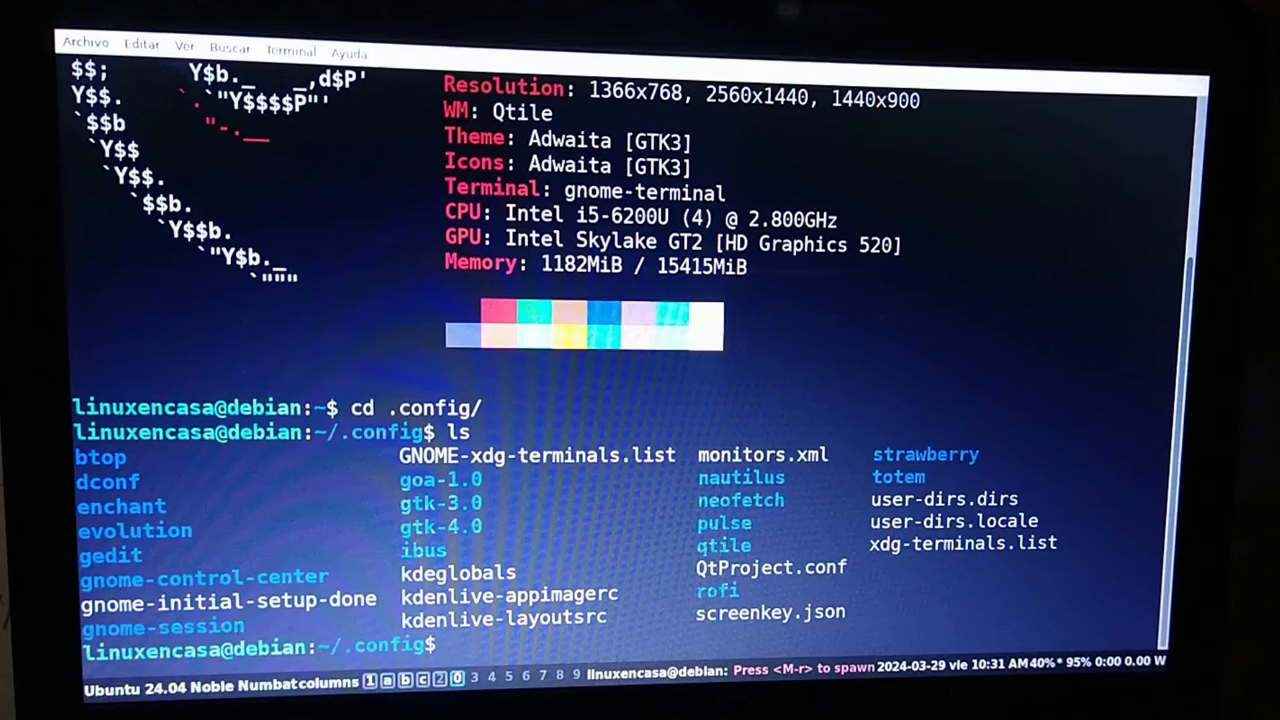 Archivo Editar Ver Buscar Terminal Ayuda
$$; Y$b._ _,d$P'
Y$$. `.`"Y$$$$P"'
`$$b "-.__
`Y$$
`Y$$.
`$$b.
`Y$$b.
`"Y$b._
`"""
Resolution: 1366x768, 2560x1440, 1440x900
WM: Qtile
Theme: Adwaita [GTK3]
Icons: Adwaita [GTK3]
Terminal: gnome-terminal
CPU: Intel i5-6200U (4) @ 2.800GHz
GPU: Intel Skylake GT2 [HD Graphics 520]
Memory: 1182MiB / 15415MiB
linuxencasa@debian:~$ cd .config/
linuxencasa@debian:~/.config$ ls
btop GNOME-xdg-terminals.list monitors.xml strawberry
dconf goa-1.0 nautilus totem
enchant gtk-3.0 neofetch user-dirs.dirs
evolution gtk-4.0 pulse user-dirs.locale
gedit ibus qtile xdg-terminals.list
gnome-control-center kdeglobals QtProject.conf
gnome-initial-setup-done kdenlive-appimagerc rofi
gnome-session kdenlive-layoutsrc screenkey.json
linuxencasa@debian:~/.config$
Ubuntu 24.04 Noble Numbat columns 1 a b c 2 0 3 4 5 6 7 8 9 linuxencasa@debian: Press <M-r> to spawn 2024-03-29 vie 10:31 AM 40%* 95% 0:00 0.00 W